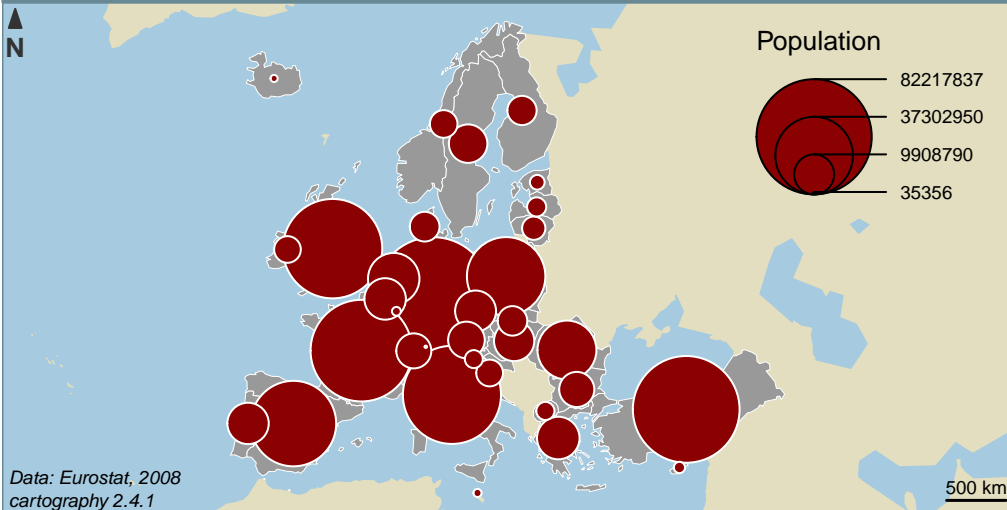 N
Population
82217837
37302950
9908790
35356
Data: Eurostat, 2008
cartography 2.4.1
500 km